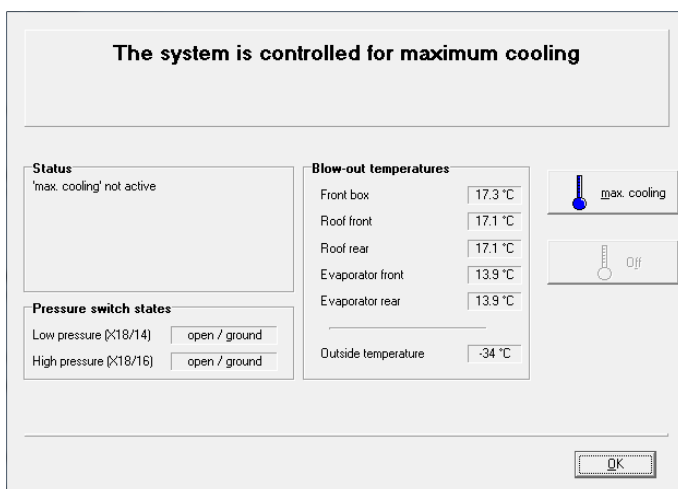 The system is controlled for maximum cooling
Status
'max. cooling' not active
Pressure switch states
Low pressure (X18/14) open / ground
High pressure (X18/16) open / ground
Blow-out temperatures
Front box 17.3 °C
Roof front 17.1 °C
Roof rear 17.1 °C
Evaporator front 13.9 °C
Evaporator rear 13.9 °C
Outside temperature -34 °C
max. cooling
Off
OK